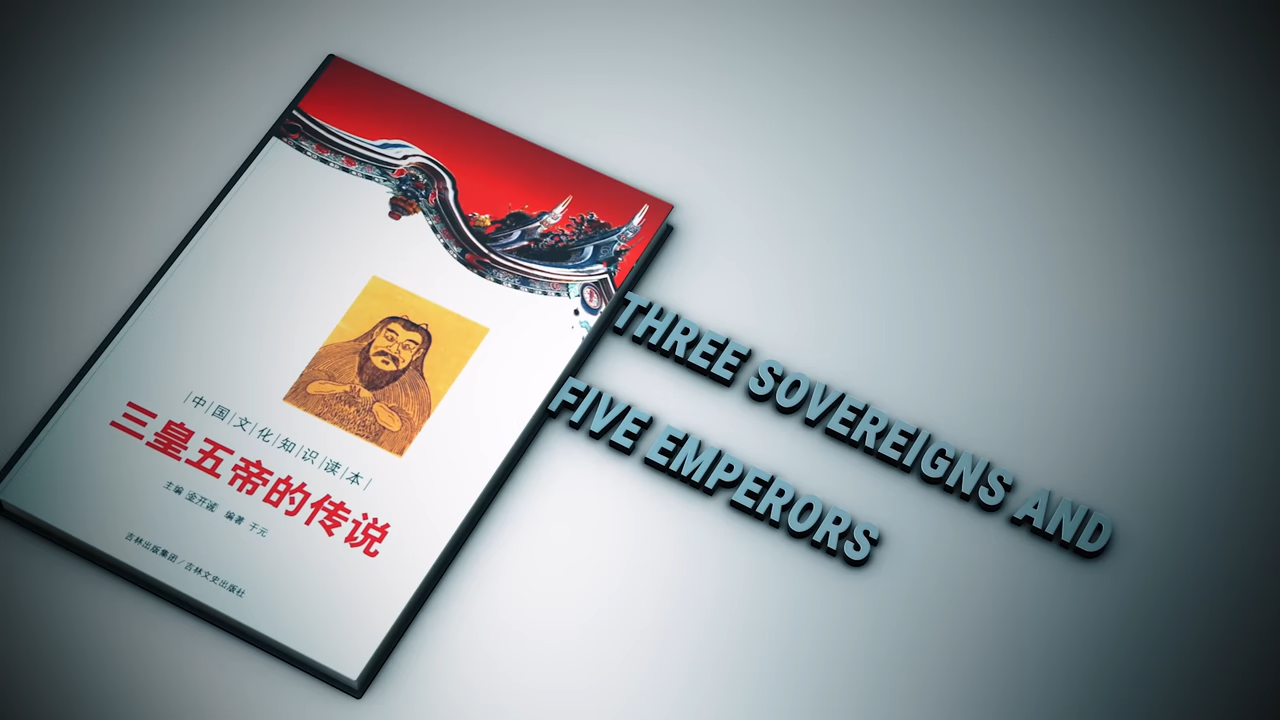 中|国|文|化|知|识|读|本
三皇五帝的传说
主编 金开诚 编著 于元
吉林出版集团/吉林文史出版社
THREE SOVEREIGNS AND
FIVE EMPERORS